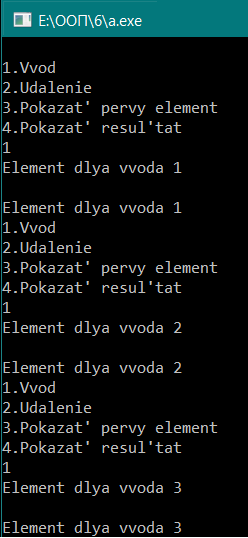 E:\ООП\6\a.exe
1.Vvod
2.Udalenie
3.Pokazat' pervy element
4.Pokazat' resul'tat
1
Element dlya vvoda 1
Element dlya vvoda 1
1.Vvod
2.Udalenie
3.Pokazat' pervy element
4.Pokazat' resul'tat
1
Element dlya vvoda 2
Element dlya vvoda 2
1.Vvod
2.Udalenie
3.Pokazat' pervy element
4.Pokazat' resul'tat
1
Element dlya vvoda 3
Element dlya vvoda 3